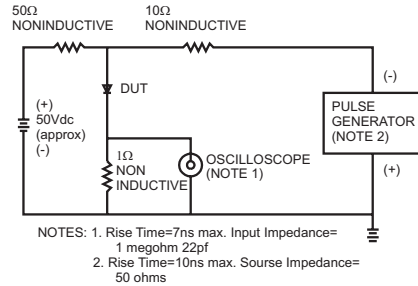 50Ω
NONINDUCTIVE
10Ω
NONINDUCTIVE
(+)
50Vdc
(approx)
(-)
DUT
1Ω
NON
INDUCTIVE
OSCILLOSCOPE
(NOTE 1)
(-)
PULSE
GENERATOR
(NOTE 2)
(+)
NOTES: 1. Rise Time=7ns max. Input Impedance=
1 megohm 22pf
2. Rise Time=10ns max. Sourse Impedance=
50 ohms